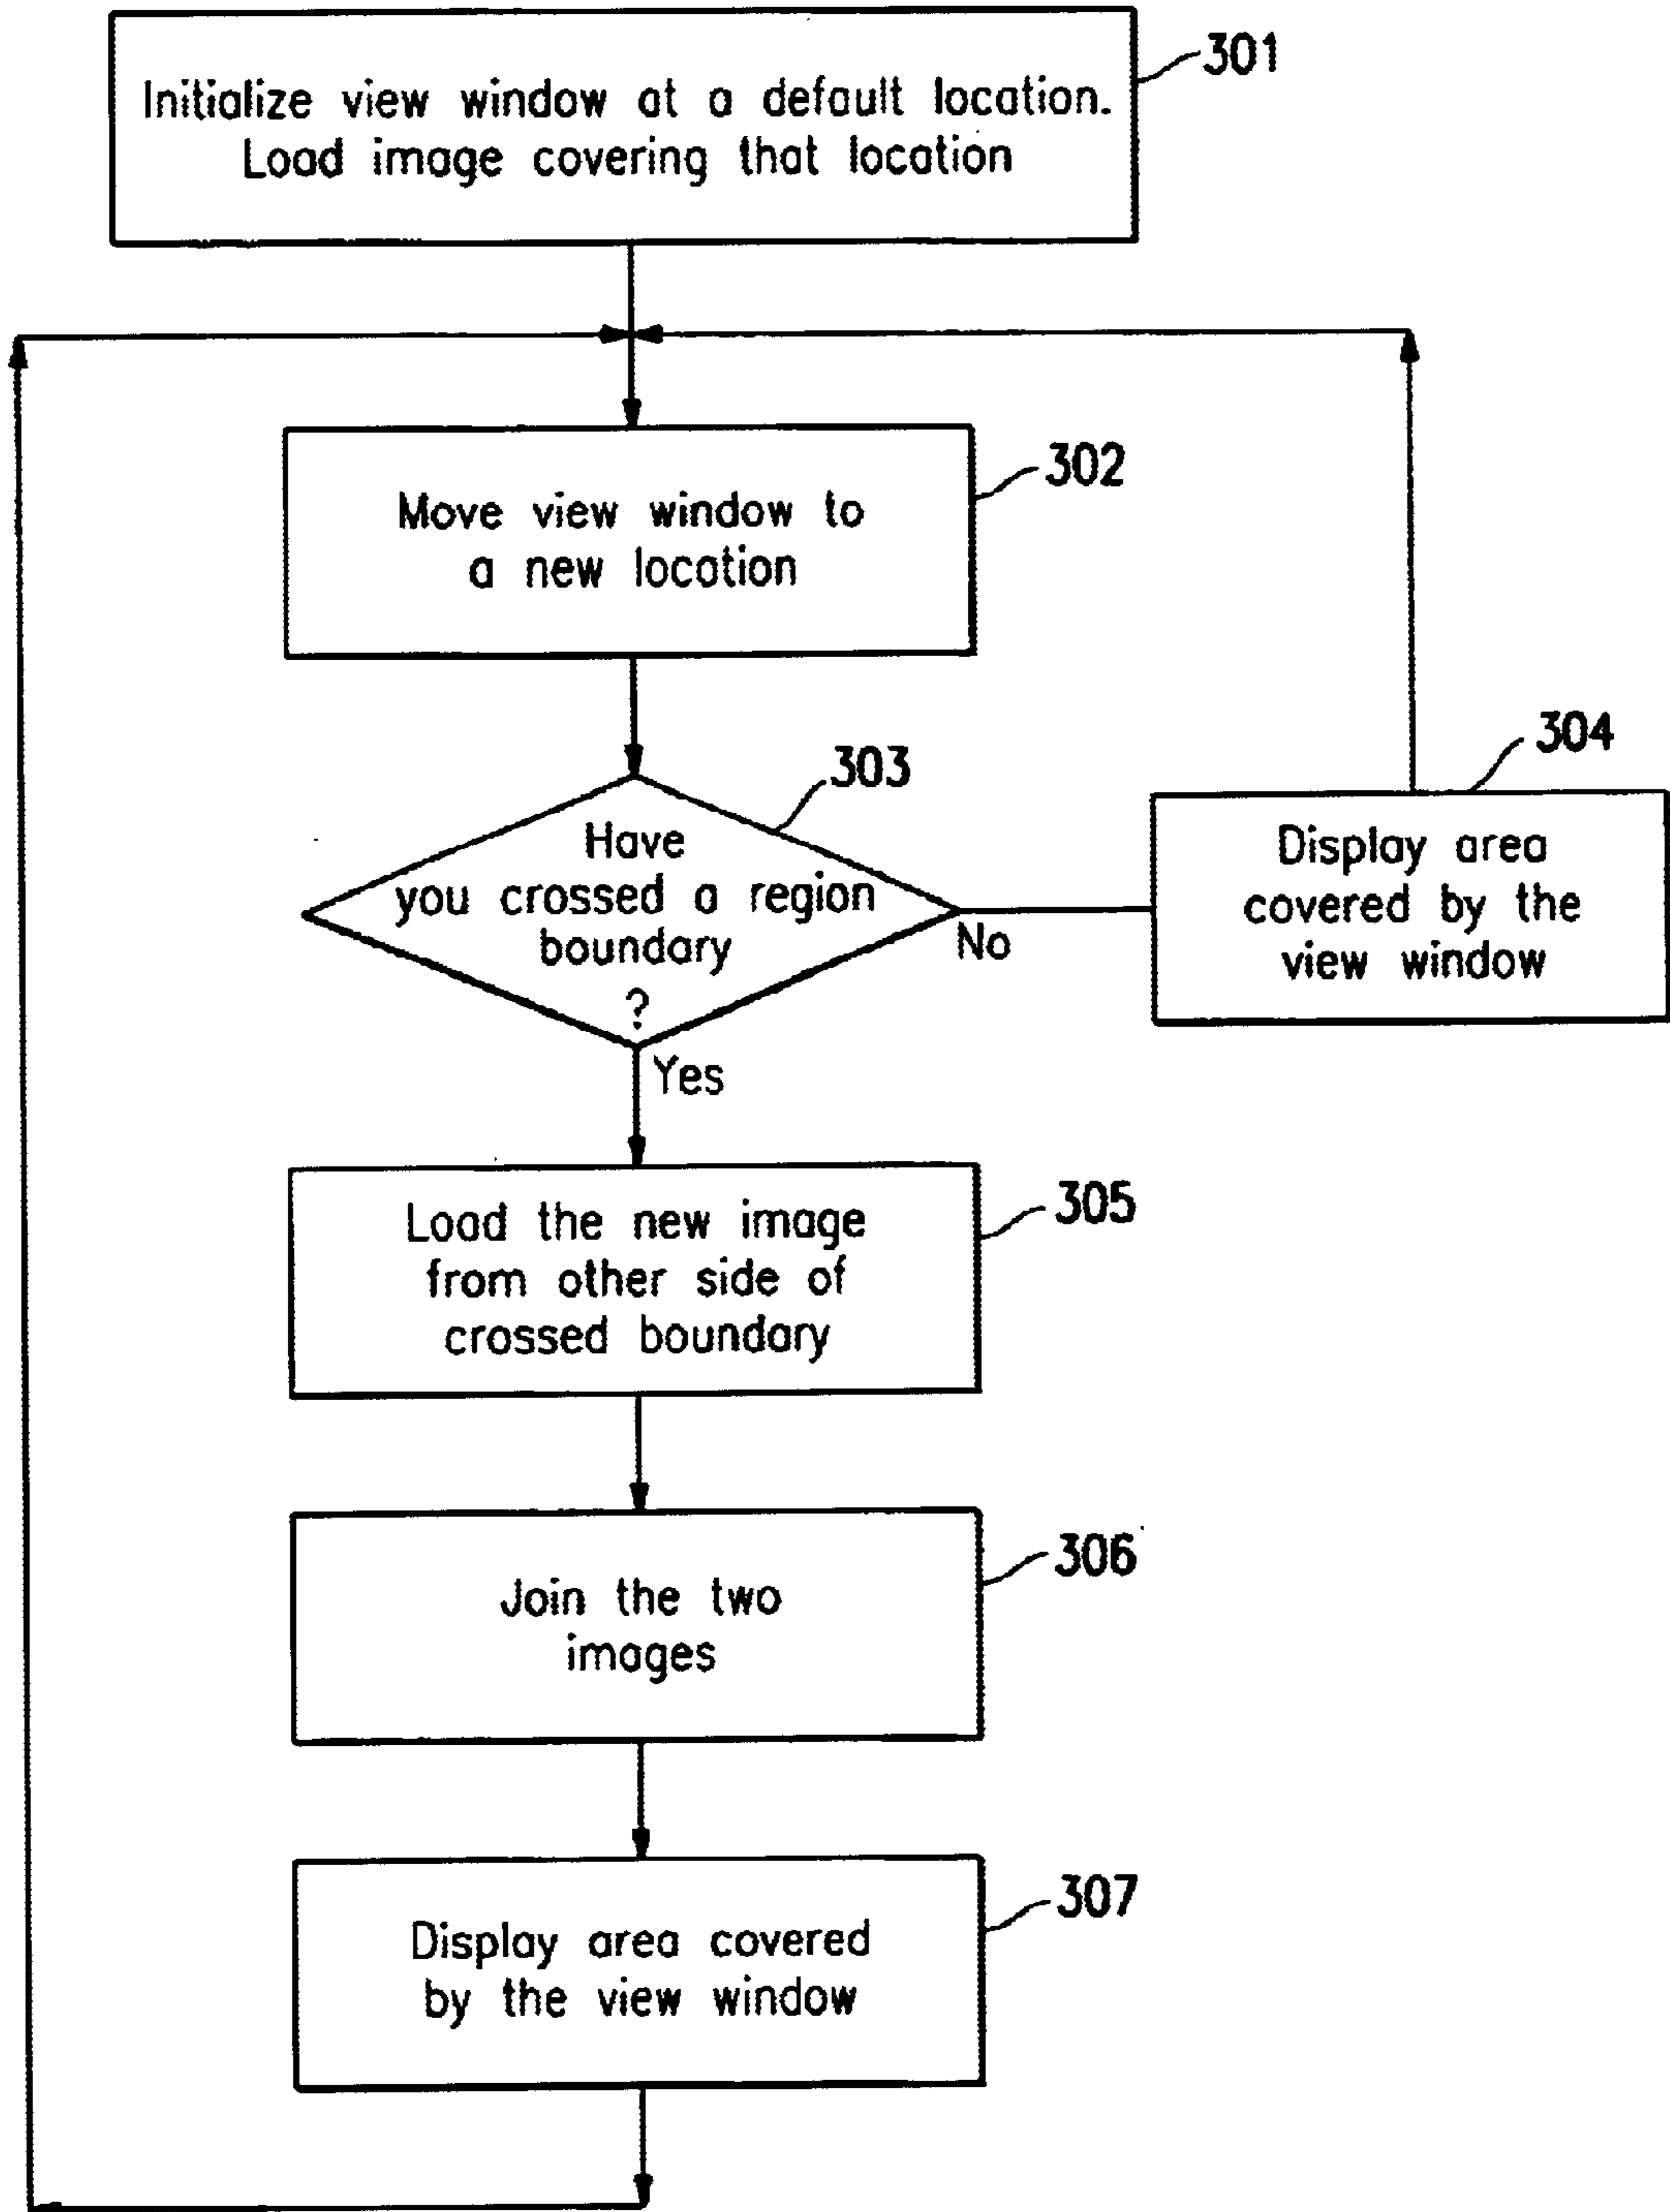 301
Initialize view window at a default location.
Load image covering that location
302
Move view window to
a new location
303
Have
you crossed a region
boundary
?
No
Yes
304
Display area
covered by the
view window
305
Load the new image
from other side of
crossed boundary
306
Join the two
images
307
Display area covered
by the view window